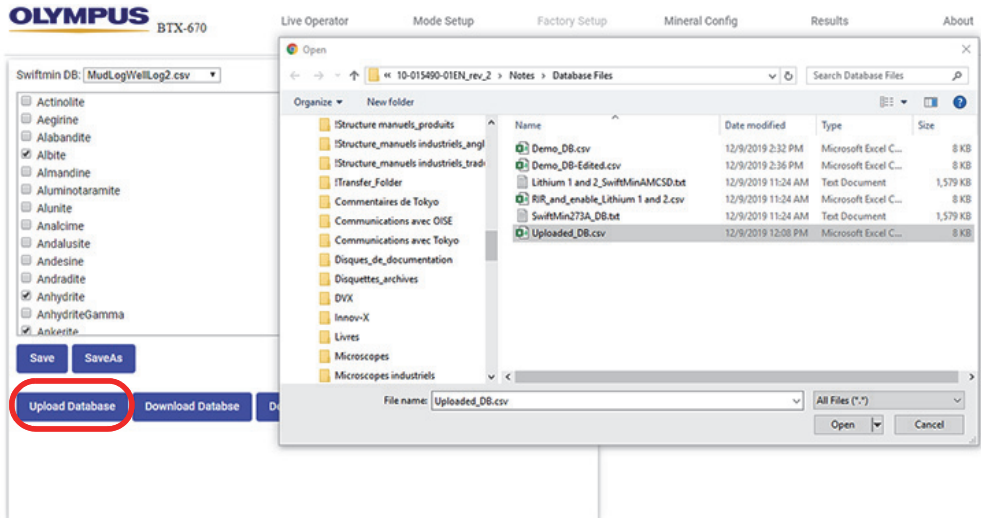 OLYMPUS BTX-670
Live Operator Mode Setup Factory Setup Mineral Config Results About
Swiftmin DB: MudLogWellLog2.csv
Actinolite
Aegirine
Alabandite
Albite
Almandine
Aluminotaramite
Alunite
Analcime
Andalusite
Andesine
Andradite
Anhydrite
AnhydriteGamma
Ankerite
Save SaveAs
Upload Database Download Databse
Open
« 10-015490-01EN_rev_2 > Notes > Database Files
Search Database Files
Organize New folder
!Structure manuels_produits
!Structure_manuels industriels_angl
!Structure_manuels industriels_trad
!Transfer_Folder
Commentaires de Tokyo
Communications avec OISE
Communications avec Tokyo
Disques_de_documentation
Disquettes_archives
DVX
Innov-X
Livres
Microscopes
Microscopes industriels
Name Date modified Type Size
Demo_DB.csv 12/9/2019 2:32 PM Microsoft Excel C... 8 KB
Demo_DB-Edited.csv 12/9/2019 2:36 PM Microsoft Excel C... 8 KB
Lithium 1 and 2_SwiftMinAMCSD.txt 12/9/2019 11:24 AM Text Document 1,579 KB
RIR_and_enable_Lithium 1 and 2.csv 12/9/2019 11:24 AM Microsoft Excel C... 8 KB
SwiftMin273A_DB.txt 12/9/2019 11:24 AM Text Document 1,579 KB
Uploaded_DB.csv 12/9/2019 12:08 PM Microsoft Excel C... 8 KB
File name: Uploaded_DB.csv
All Files (*.*)
Open Cancel